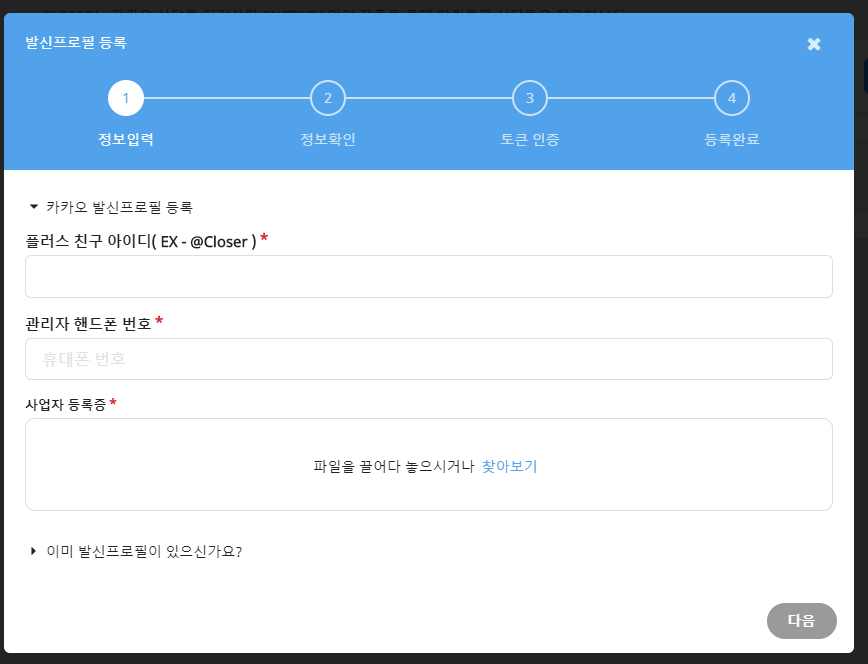 발신프로필 등록
✖
1
2
3
4
정보입력
정보확인
토큰 인증
등록완료
카카오 발신프로필 등록
플러스 친구 아이디( EX - @Closer ) *
관리자 핸드폰 번호 *
휴대폰 번호
사업자 등록증 *
파일을 끌어다 놓으시거나 찾아보기
이미 발신프로필이 있으신가요?
다음